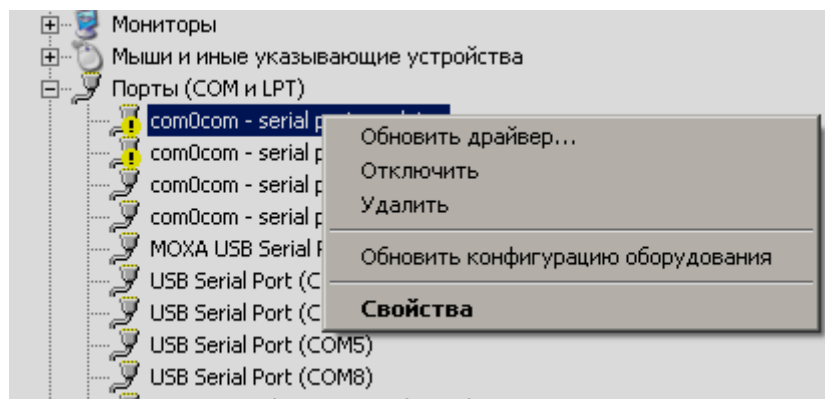 Мониторы
Мыши и иные указывающие устройства
Порты (COM и LPT)
com0com - serial
com0com - serial
com0com - serial
com0com - serial
MOXA USB Serial
USB Serial Port
USB Serial Port
USB Serial Port (COM5)
USB Serial Port (COM8)
Обновить драйвер...
Отключить
Удалить
Обновить конфигурацию оборудования
Свойства